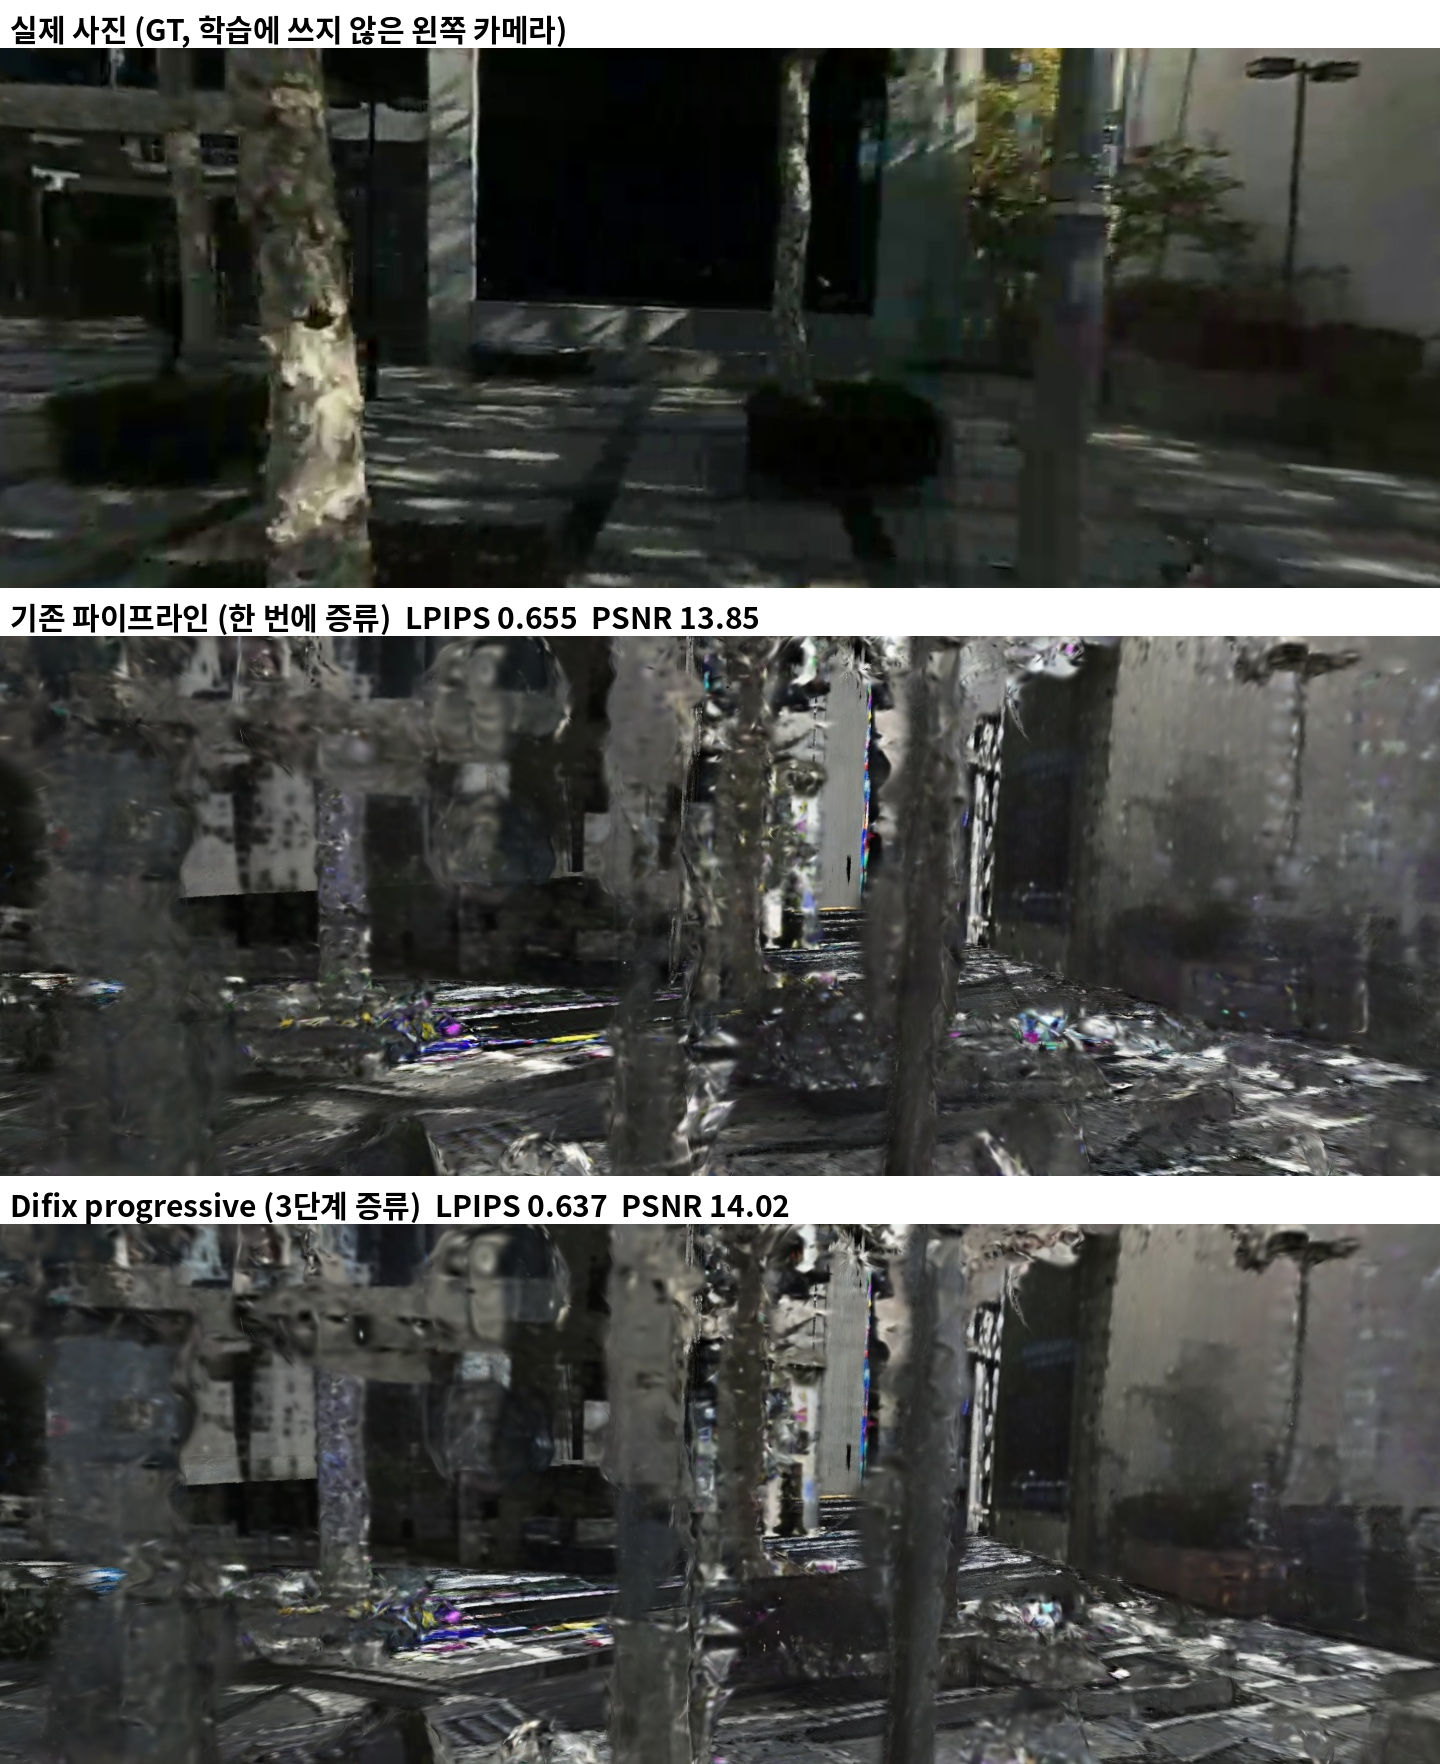 실제 사진 (GT, 학습에 쓰지 않은 왼쪽 카메라)
기존 파이프라인 (한 번에 증류) LPIPS 0.655 PSNR 13.85
Difix progressive (3단계 증류) LPIPS 0.637 PSNR 14.02